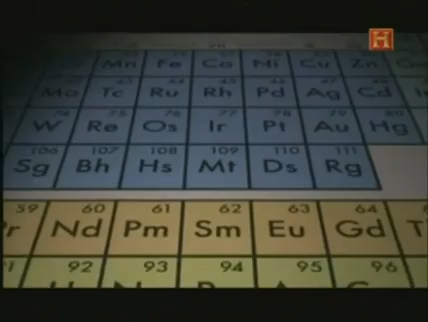 H
Mn Fe Co Ni Cu Zn
Mo Tc Ru Rh Pd Ag Cd
74 75 76 77 78 79 80
W Re Os Ir Pt Au Hg
106 107 108 109 110 111
Sg Bh Hs Mt Ds Rg
59 60 61 62 63 64
Nd Pm Sm Eu Gd
92 93 94 95 96